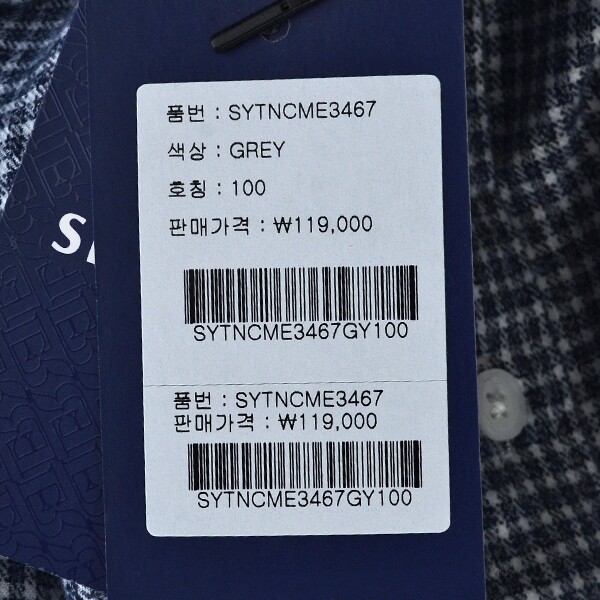 품번 : SYTNCME3467
색상 : GREY
호칭 : 100
판매가격 : ₩119,000
SYTNCME3467GY100
품번 : SYTNCME3467
판매가격 : ₩119,000
SYTNCME3467GY100